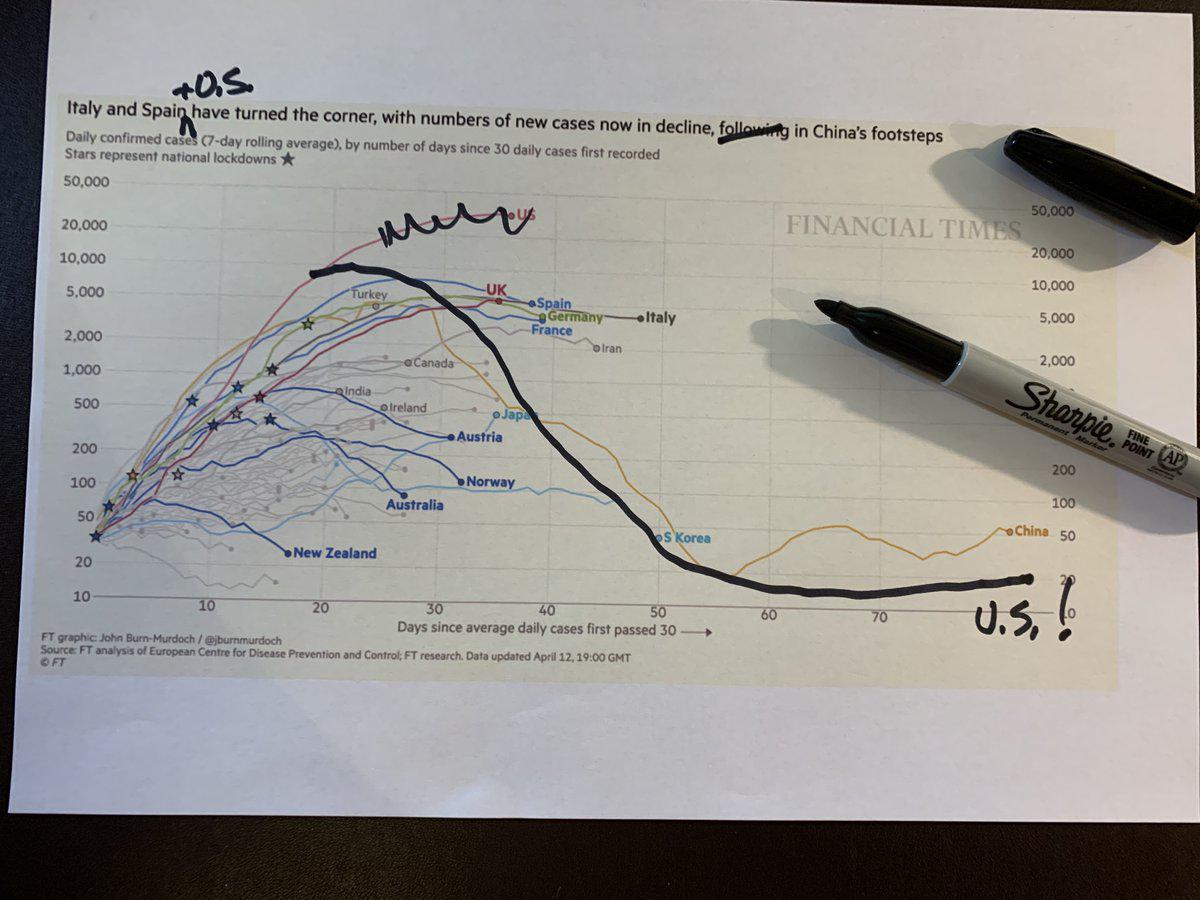 +U.S.
Italy and Spain have turned the corner, with numbers of new cases now in decline, following in China's footsteps
Daily confirmed cases (7-day rolling average), by number of days since 30 daily cases first recorded
Stars represent national lockdowns ★
50,000
20,000
10,000
5,000
2,000
1,000
500
200
100
50
20
10
FINANCIAL TIMES
50,000
20,000
10,000
5,000
2,000
200
100
50
20
US
Turkey
UK
Spain
Germany
Italy
France
Iran
Canada
India
Ireland
Japa
Austria
Norway
Australia
S Korea
China
New Zealand
U.S.!
10
20
30
40
50
60
70
Days since average daily cases first passed 30 →
FT graphic: John Burn-Murdoch / @jburnmurdoch
Source: FT analysis of European Centre for Disease Prevention and Control; FT research. Data updated April 12, 19:00 GMT
© FT
Sharpie.
Permanent Marker
FINE
POINT
AP